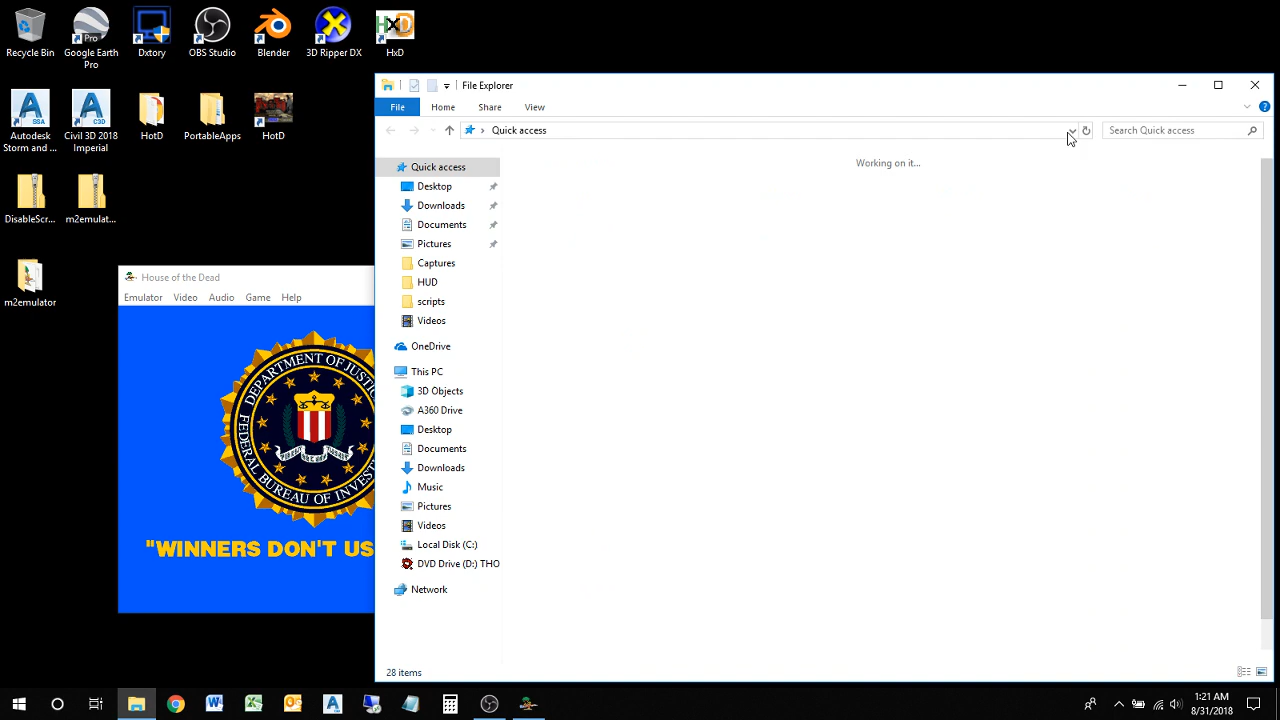 Recycle Bin
Google Earth
Pro
Pro
Dxtory
OBS Studio
Blender
3D Ripper DX
HxD
HxD
File Explorer
File
Home
Share
View
Quick access
Search Quick access
Working on it...
Autodesk
Storm and ...
SSA
Civil 3D 2018
Imperial
C3D
HotD
PortableApps
HotD
DisableScr...
m2emulat...
m2emulator
Quick access
Desktop
Downloads
Documents
Pictures
Captures
HUD
scripts
Videos
OneDrive
This PC
3D Objects
A360 Drive
Desktop
Documents
Downloads
Music
Pictures
Videos
Local Disk (C:)
DVD Drive (D:) THO
Network
28 items
House of the Dead
Emulator
Video
Audio
Game
Help
DEPARTMENT OF JUSTIC
FEDERAL BUREAU OF INVEST
"WINNERS DON'T US
1:21 AM
8/31/2018